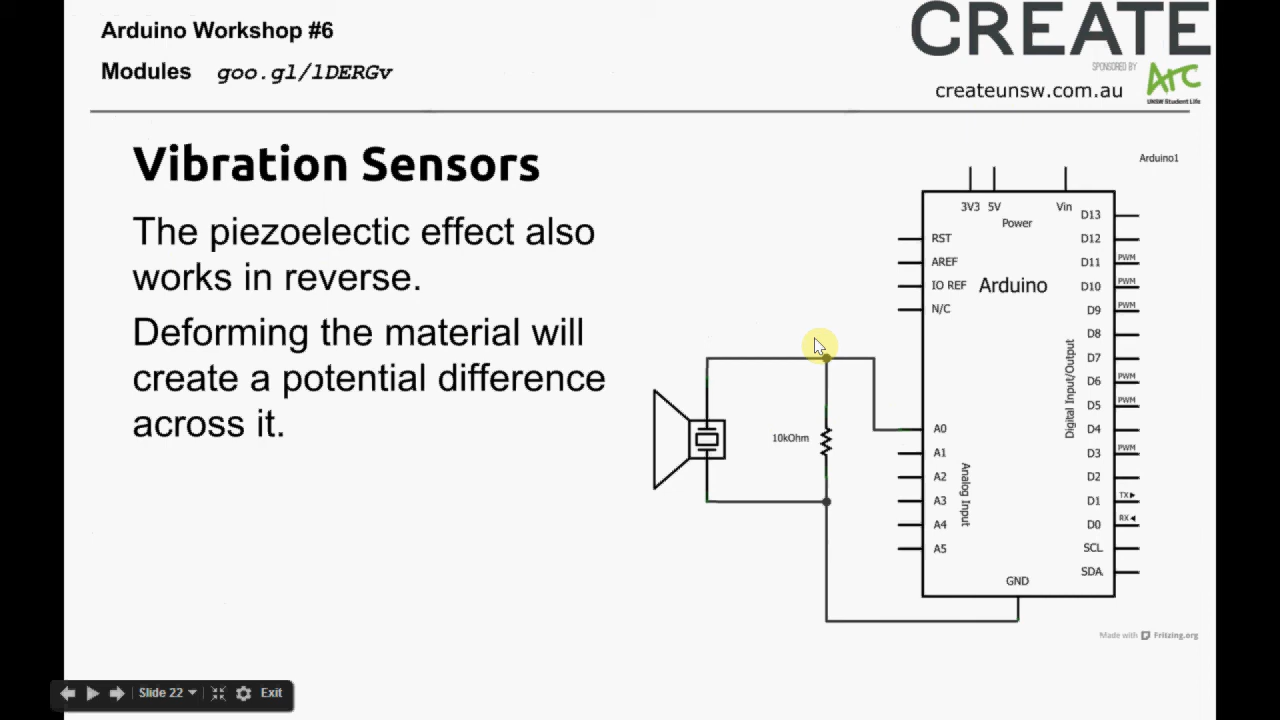 Arduino Workshop #6
Modules goo.gl/1DERGv
CREATE
SPONSORED BY
Arc
UNSW Student Life
createunsw.com.au
Vibration Sensors
The piezoelectic effect also
works in reverse.
Deforming the material will
create a potential difference
across it.
10kOhm
Arduino1
3V3 5V Vin
Power
RST
AREF
IO REF
N/C
Arduino
A0
A1
A2
A3
A4
A5
Analog Input
Digital Input/Output
D13
D12
D11 PWM
D10 PWM
D9 PWM
D8
D7
D6 PWM
D5 PWM
D4
D3 PWM
D2
D1 TX
D0 RX
SCL
SDA
GND
Made with Fritzing.org
Slide 22
Exit